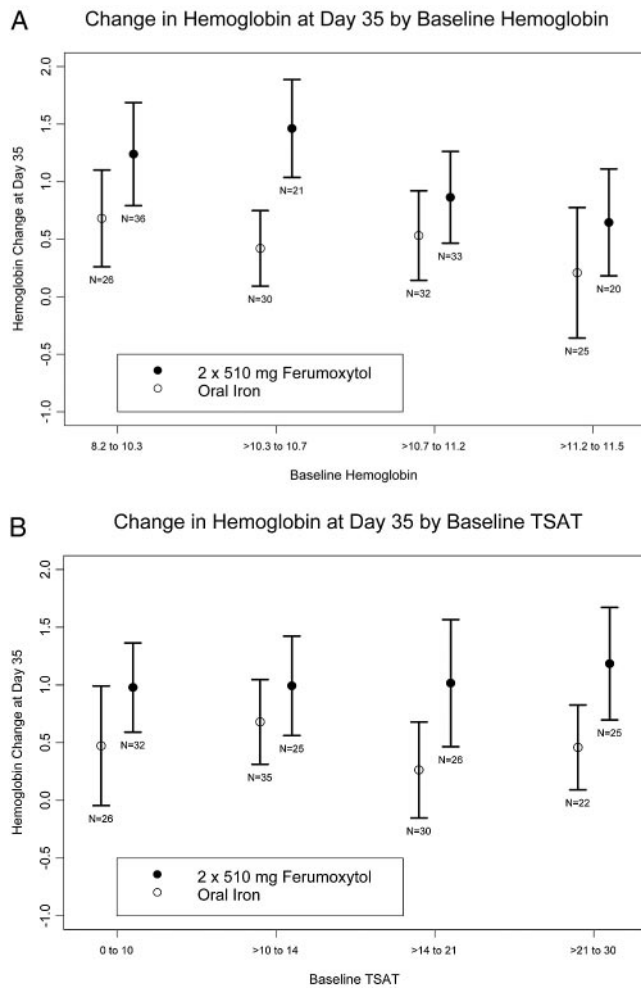 A
Change in Hemoglobin at Day 35 by Baseline Hemoglobin
Hemoglobin Change at Day 35
2.0
1.5
1.0
0.5
0.0
-0.5
-1.0
N=26
N=36
N=30
N=21
N=32
N=33
N=25
N=20
2 x 510 mg Ferumoxytol
Oral Iron
8.2 to 10.3
>10.3 to 10.7
>10.7 to 11.2
>11.2 to 11.5
Baseline Hemoglobin
B
Change in Hemoglobin at Day 35 by Baseline TSAT
Hemoglobin Change at Day 35
2.0
1.5
1.0
0.5
0.0
-0.5
-1.0
N=26
N=32
N=35
N=25
N=30
N=26
N=22
N=25
2 x 510 mg Ferumoxytol
Oral Iron
0 to 10
>10 to 14
>14 to 21
>21 to 30
Baseline TSAT